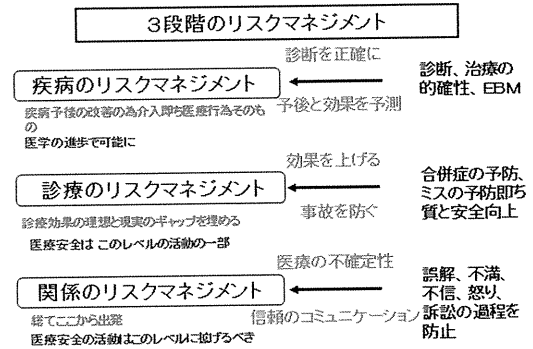 3段階のリスクマネジメント
診断を正確に
疾病のリスクマネジメント
診断、治療の
的確性、EBM
疾病予後の改善の為介入即ち医療行為そのも
の
予後と効果を予測
医学の進歩で可能に
効果を上げる
診療のリスクマネジメント
合併症の予防、
ミスの予防即ち
質と安全向上
診療効果の理想と現実のギャップを埋める
事故を防ぐ
医療安全は このレベルの活動の一部
医療の不確定性
関係のリスクマネジメント
誤解、不満、
不信、怒り、
訴訟の過程を
防止
総てここから出発
信頼のコミュニケーション
医療安全の活動はこのレベルに拡げるべき